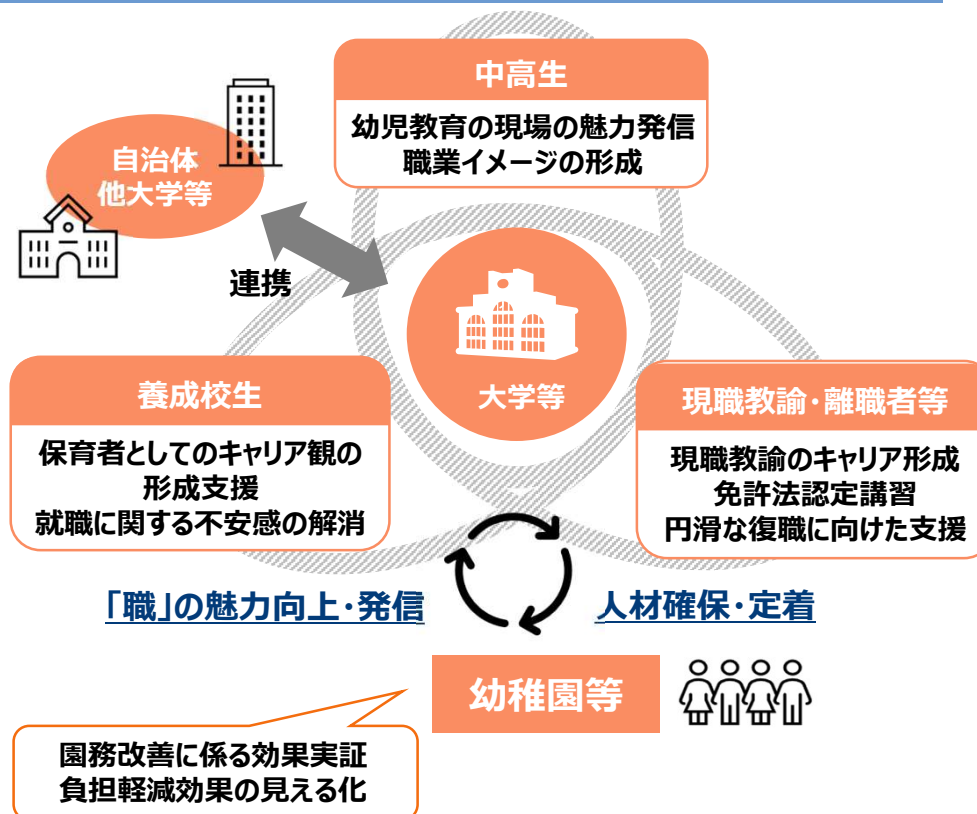 中高生
幼児教育の現場の魅力発信
職業イメージの形成
自治体
他大学等
連携
大学等
養成校生
保育者としてのキャリア観の
形成支援
就職に関する不安感の解消
現職教諭・離職者等
現職教諭のキャリア形成
免許法認定講習
円滑な復職に向けた支援
「職」の魅力向上・発信
人材確保・定着
幼稚園等
園務改善に係る効果実証
負担軽減効果の見える化